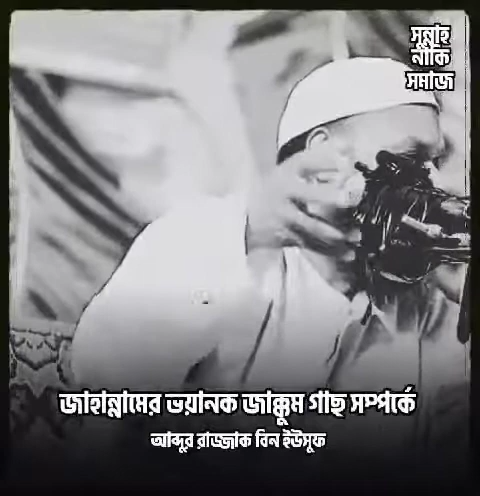 সুন্নাহ
নাকি
সমাজ
জাহান্নামের ভয়ানক জাক্কুম গাছ সম্পর্কে
আব্দুর রাজ্জাক বিন ইউসুফ